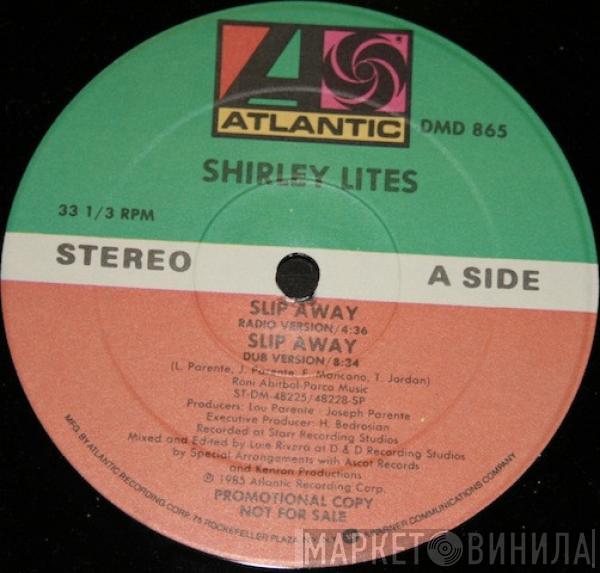 ATLANTIC
DMD 865
SHIRLEY LITES
33 1/3 RPM
STEREO
A SIDE
SLIP AWAY
RADIO VERSION/4:36
SLIP AWAY
DUB VERSION/8:34
(L. Parente, J. Parente, F. Maricano, T. Jordan)
Roni Abitbol-Parca Music
ST-DM-48225/48228-SP
Producers: Lou Parente - Joseph Parente
Executive Producer: H. Bedrosian
Recorded at Starr Recording Studios
Mixed and Edited by Luie Rivera at D & D Recording Studios
by Special Arrangements with Ascot Records
and Kenron Productions
© 1985 Atlantic Recording Corp.
PROMOTIONAL COPY
NOT FOR SALE
MFG. BY ATLANTIC RECORDING CORP. 75 ROCKEFELLER PLAZA WARNER COMMUNICATIONS COMPANY
МАРКЕТ ВИНИЛА